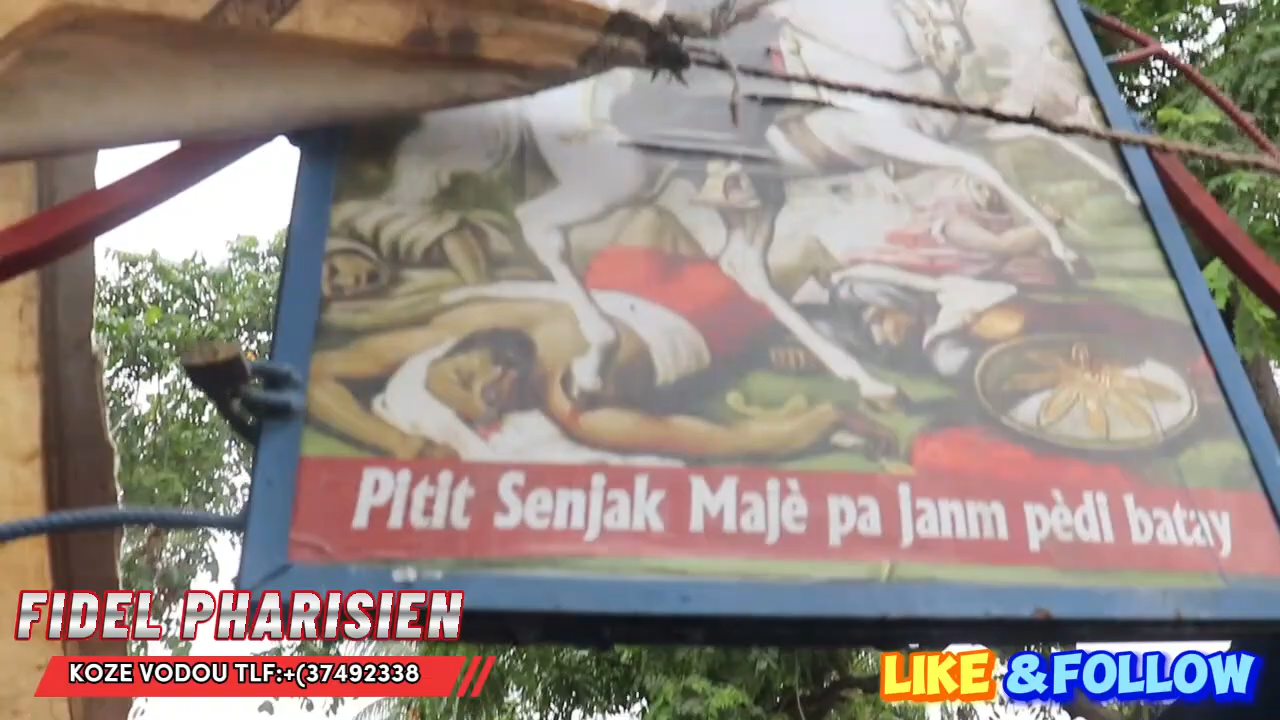 Pitit Senjak Majè pa janm pèdi batay
FIDEL PHARISIEN
KOZE VODOU TLF:+(37492338
LIKE &FOLLOW